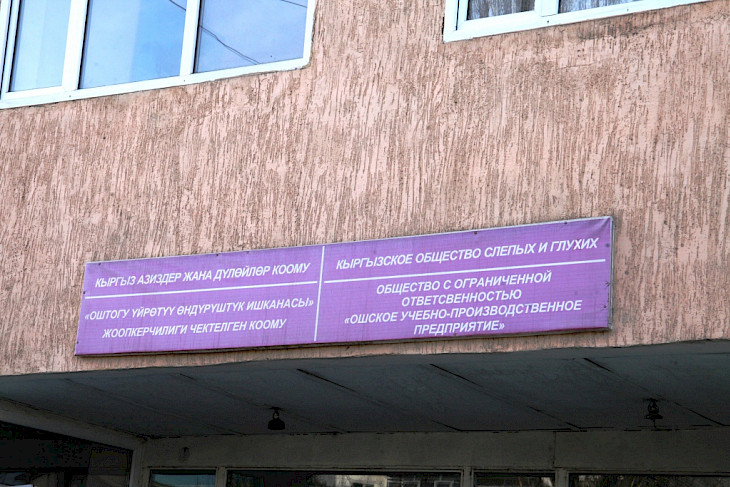 КЫРГЫЗ АЗИЗДЕР ЖАНА ДҮЛӨЙЛӨР КООМУ
«ОШТОГУ ҮЙРӨТҮҮ ӨНДҮРҮШТҮК ИШКАНАСЫ»
ЖООПКЕРЧИЛИГИ ЧЕКТЕЛГЕН КООМУ
КЫРГЫЗСКОЕ ОБЩЕСТВО СЛЕПЫХ И ГЛУХИХ
ОБЩЕСТВО С ОГРАНИЧЕННОЙ
ОТВЕТСВЕННОСТЬЮ
«ОШСКОЕ УЧЕБНО-ПРОИЗВОДСТВЕННОЕ
ПРЕДПРИЯТИЕ»